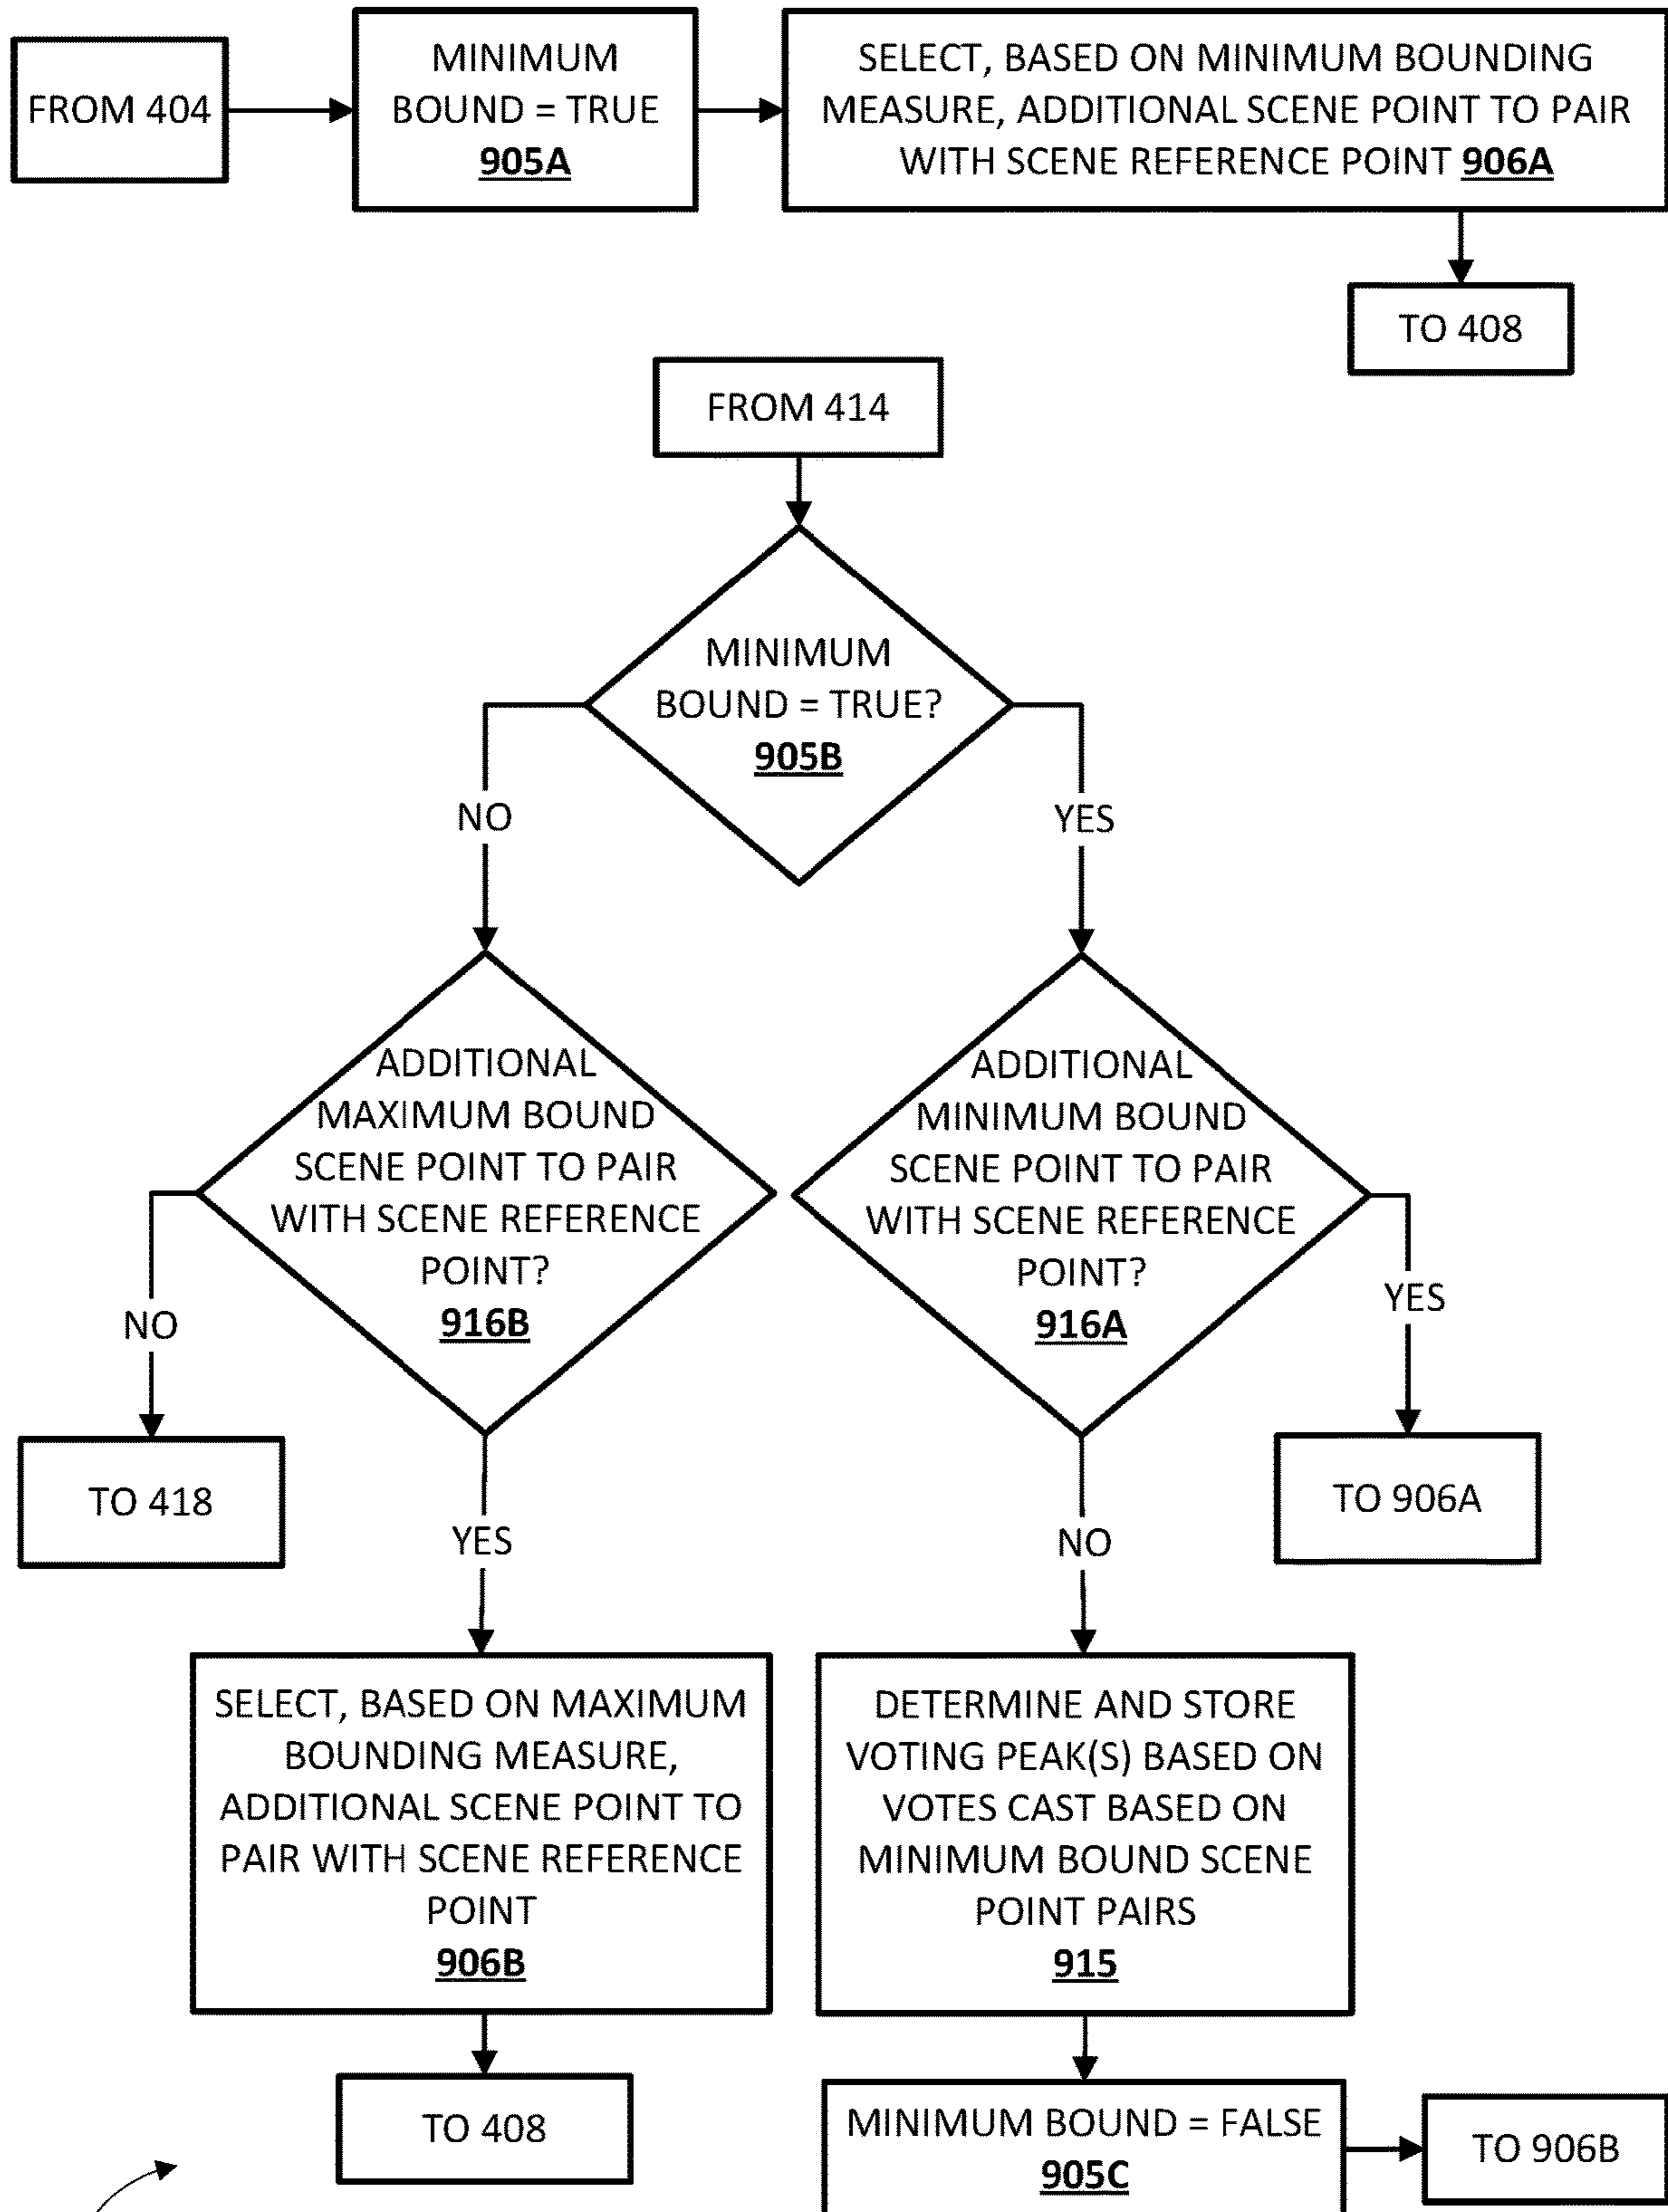 FROM 404
MINIMUM
BOUND = TRUE
905A
SELECT, BASED ON MINIMUM BOUNDING
MEASURE, ADDITIONAL SCENE POINT TO PAIR
WITH SCENE REFERENCE POINT 906A
TO 408
FROM 414
MINIMUM
BOUND = TRUE?
905B
NO
YES
ADDITIONAL
MAXIMUM BOUND
SCENE POINT TO PAIR
WITH SCENE REFERENCE
POINT?
916B
ADDITIONAL
MINIMUM BOUND
SCENE POINT TO PAIR
WITH SCENE REFERENCE
POINT?
916A
NO
YES
TO 418
YES
NO
TO 906A
SELECT, BASED ON MAXIMUM
BOUNDING MEASURE,
ADDITIONAL SCENE POINT TO
PAIR WITH SCENE REFERENCE
POINT
906B
DETERMINE AND STORE
VOTING PEAK(S) BASED ON
VOTES CAST BASED ON
MINIMUM BOUND SCENE
POINT PAIRS
915
TO 408
MINIMUM BOUND = FALSE
905C
TO 906B